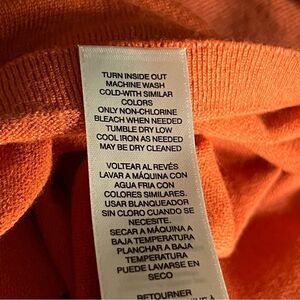 TURN INSIDE OUT
MACHINE WASH
COLD-WITH SIMILAR
COLORS
ONLY NON-CHLORINE
BLEACH WHEN NEEDED
TUMBLE DRY LOW
COOL IRON AS NEEDED
MAY BE DRY CLEANED
VOLTEAR AL REVÉS
LAVAR A MÁQUINA CON
AGUA FRIA CON
COLORES SIMILARES.
USAR BLANQUEADOR
SIN CLORO CUANDO SE
NECESITE.
SECAR A MÁQUINA A
BAJA TEMPERATURA
PLANCHAR A BAJA
TEMPERATURA
PUEDE LAVARSE EN
SECO
RETOURNER